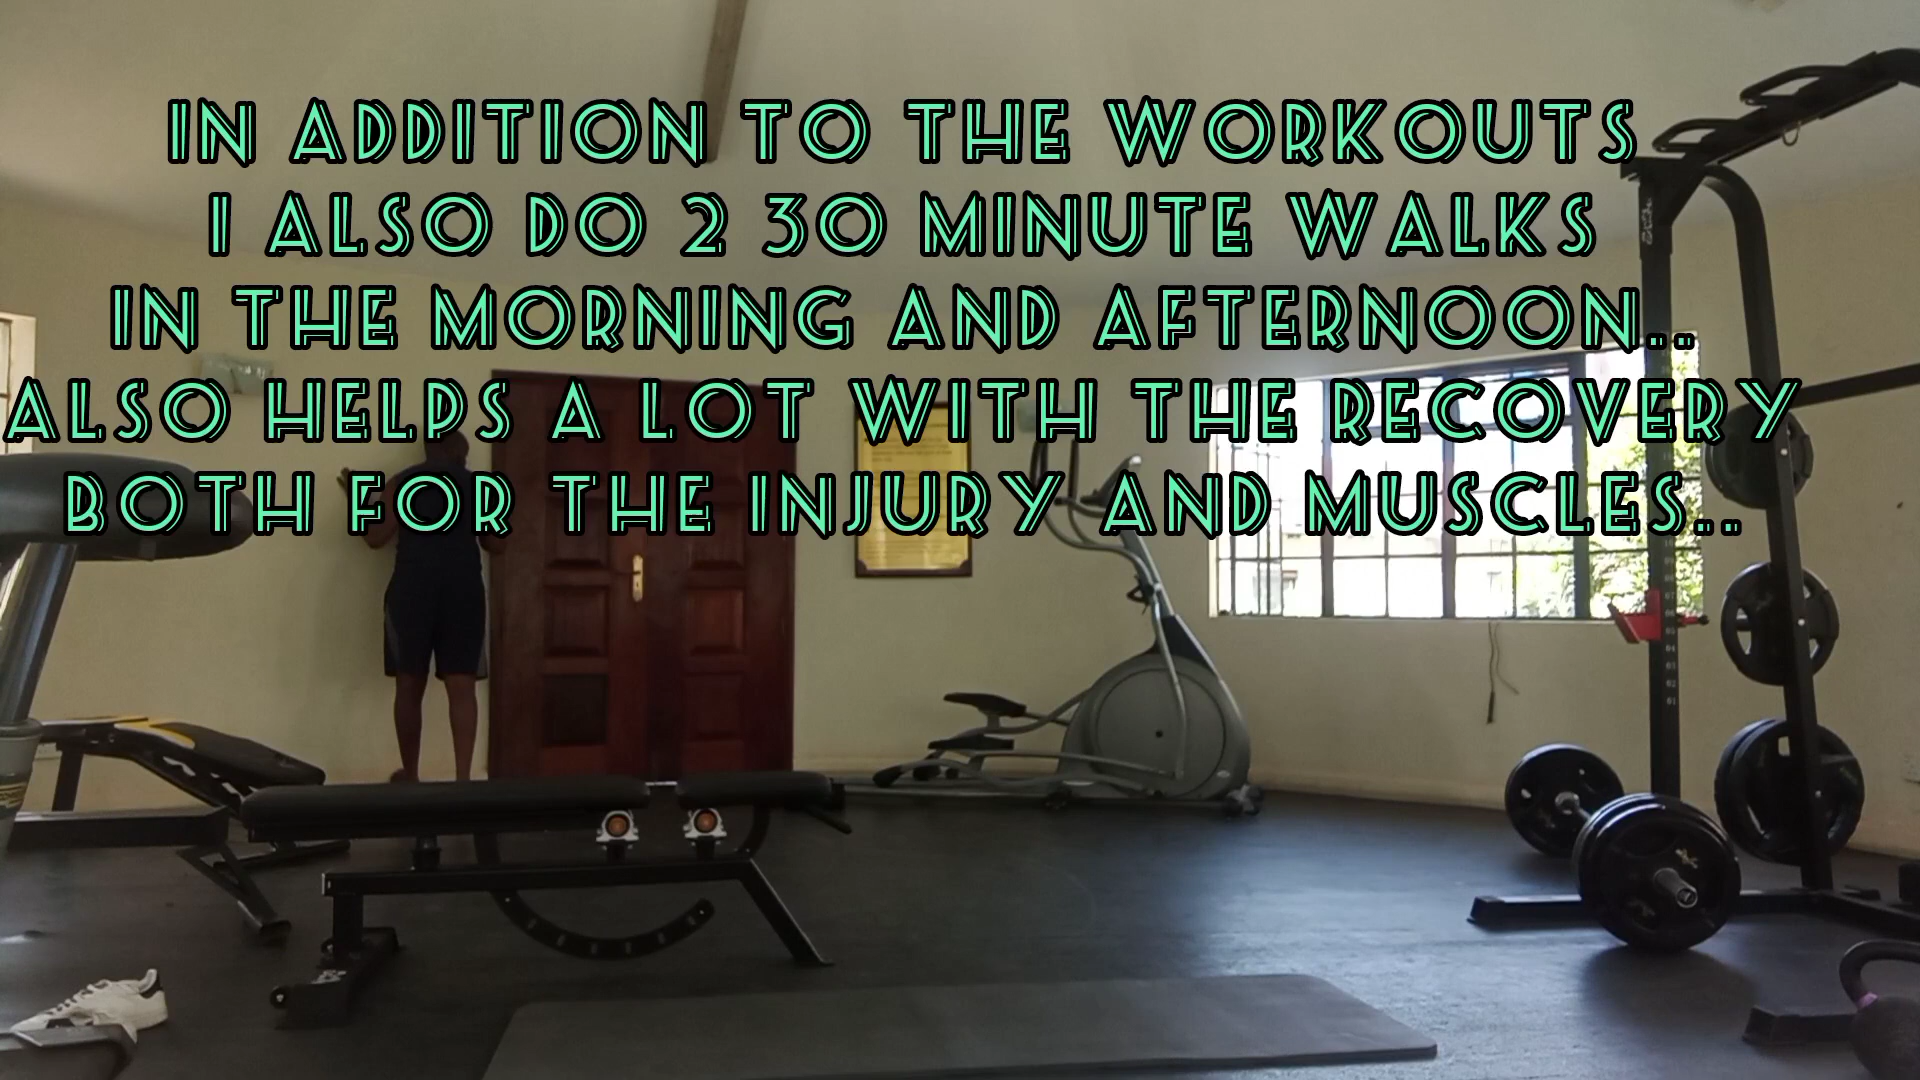 IN ADDITION TO THE WORKOUTS
I ALSO DO 2 30 MINUTE WALKS
IN THE MORNING AND AFTERNOON..
ALSO HELPS A LOT WITH THE RECOVERY
BOTH FOR THE INJURY AND MUSCLES..